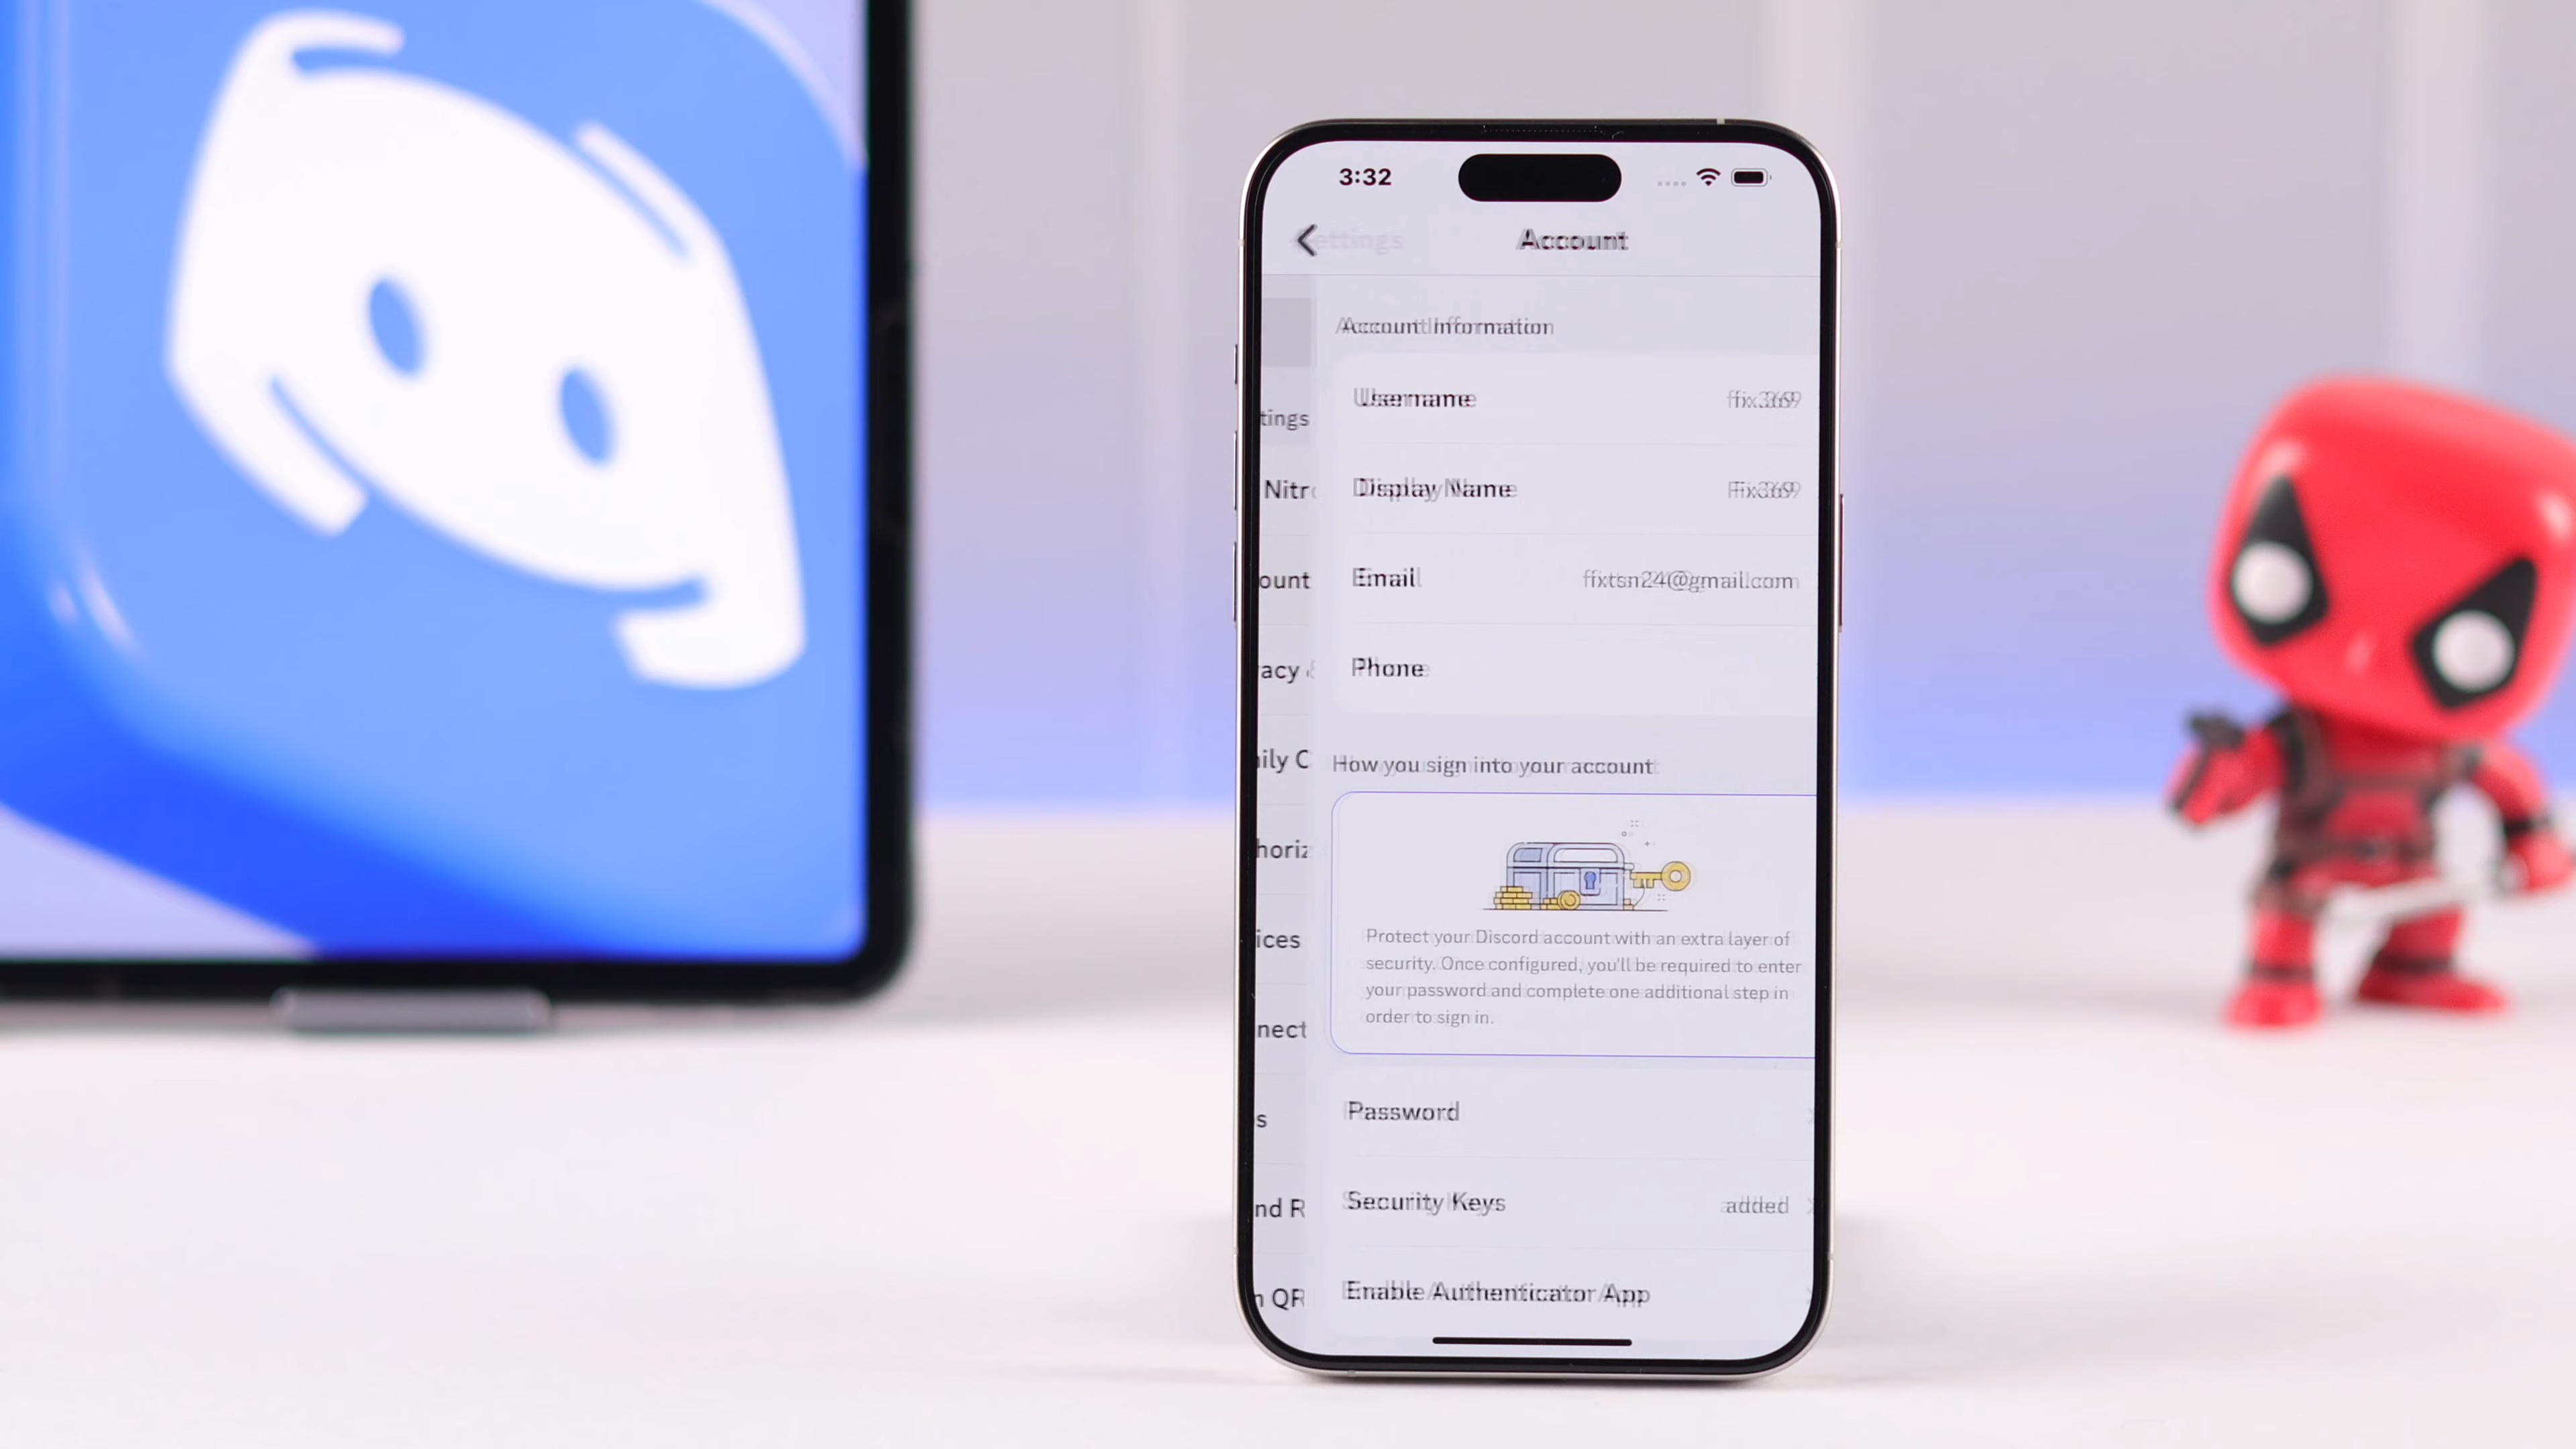 3:32
Settings
Account
Account Information
tings
Username
Nitro
Display Name
Fix369
ount
Email
ffixtsn24@gmail.com
acy &
Phone
ily C
How you sign into your account
horiz
ices
Protect your Discord account with an extra layer of
security. Once configured, you'll be required to enter
your password and complete one additional step in
order to sign in.
nect
s
Password
nd R
Security Keys
added
n QR
Enable Authenticator App